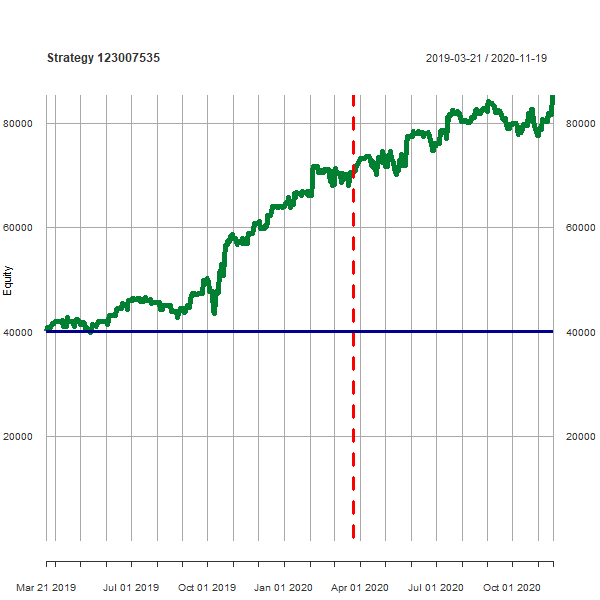 Strategy 123007535
2019-03-21 / 2020-11-19
80000
80000
60000
60000
Equity
40000
40000
20000
20000
Mar 21 2019
Jul 01 2019
Oct 01 2019
Jan 01 2020
Apr 01 2020
Jul 01 2020
Oct 01 2020